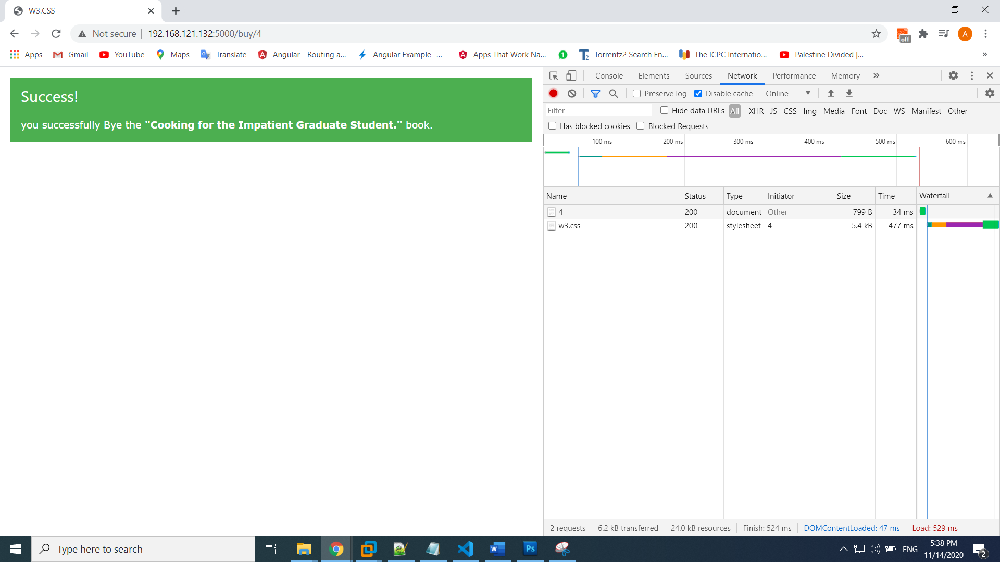 W3.CSS
Not secure | 192.168.121.132:5000/buy/4
off
A
Apps Gmail YouTube Maps Translate Angular - Routing a... Angular Example -... Apps That Work Na... 1 Torrentz2 Search En... The ICPC Internatio... Palestine Divided |... »
Success!
you successfully Bye the "Cooking for the Impatient Graduate Student." book.
Console Elements Sources Network Performance Memory »
Preserve log Disable cache Online
Filter Hide data URLs All XHR JS CSS Img Media Font Doc WS Manifest Other
Has blocked cookies Blocked Requests
100 ms 200 ms 300 ms 400 ms 500 ms 600 ms
Name Status Type Initiator Size Time Waterfall
4 200 document Other 799 B 34 ms
w3.css 200 stylesheet 4 5.4 kB 477 ms
2 requests 6.2 kB transferred 24.0 kB resources Finish: 524 ms DOMContentLoaded: 47 ms Load: 529 ms
Type here to search
W
Ps
ENG
5:38 PM
11/14/2020
2